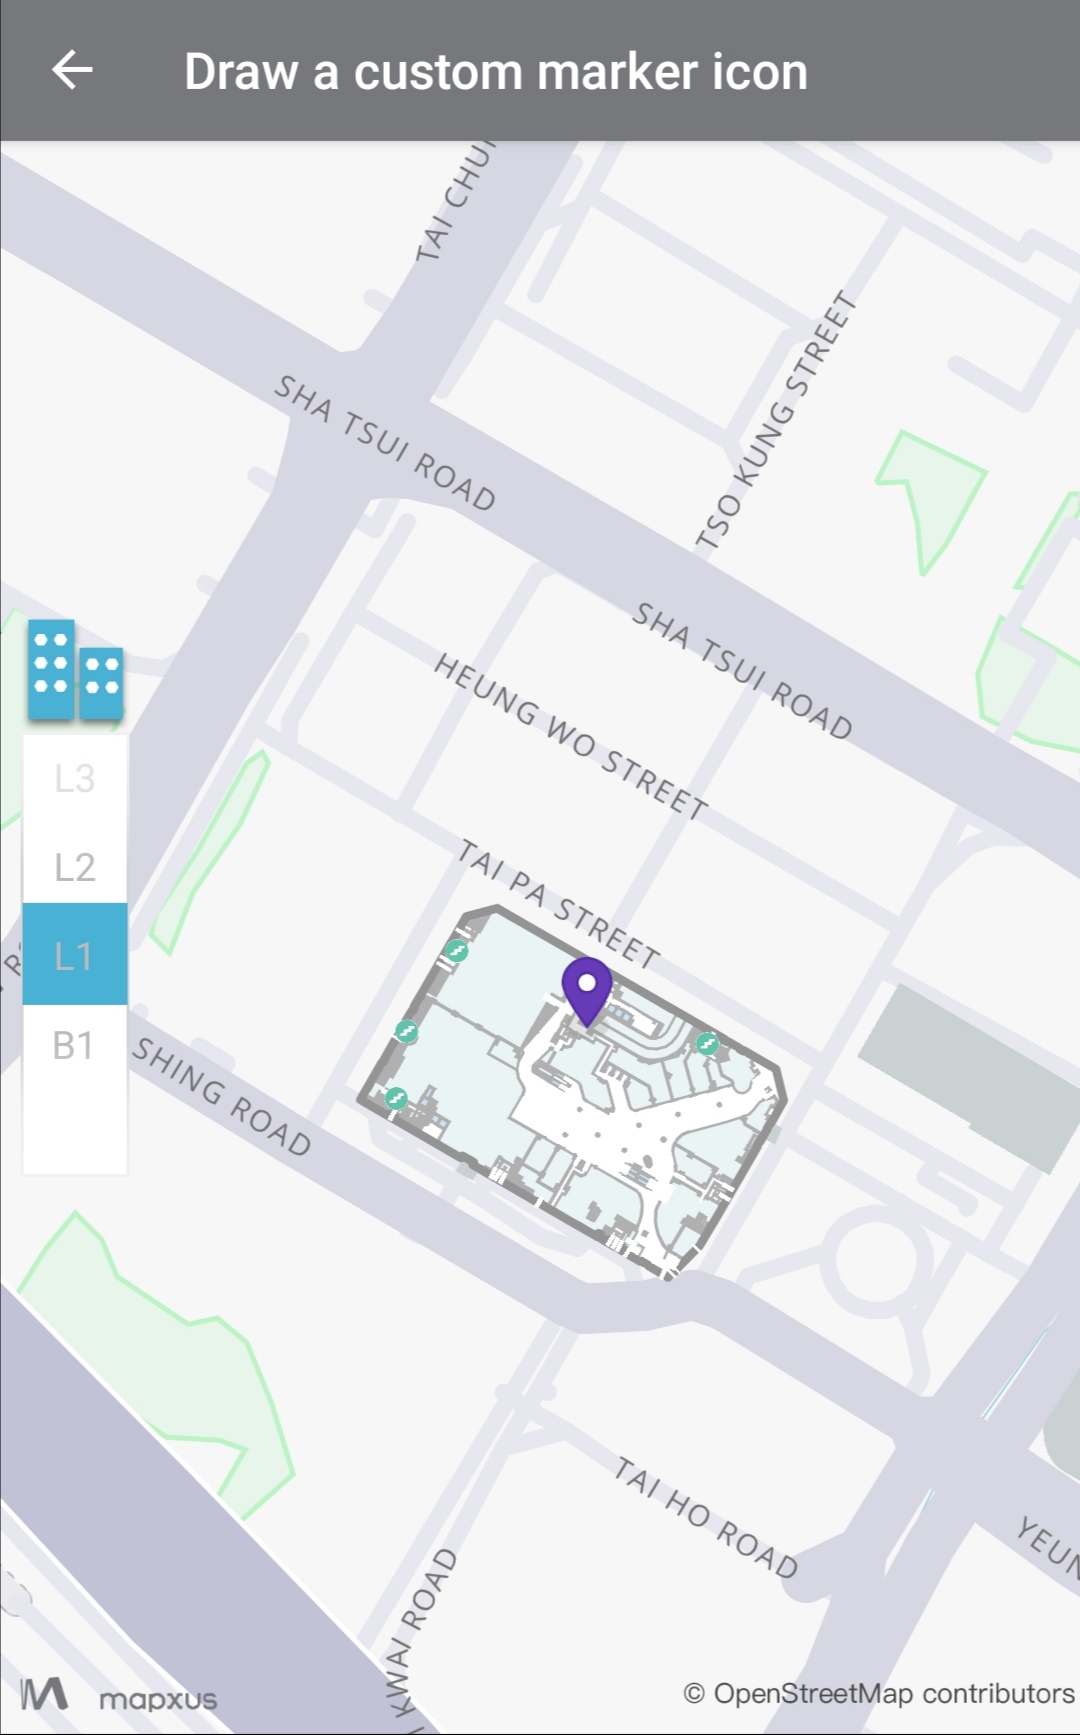 Draw a custom marker icon
TAI CHUI
SHA TSUI ROAD
TSO KUNG STREET
SHA TSUI ROAD
HEUNG WO STREET
L3
L2
L1
B1
TAI PA STREET
SHING ROAD
TAI HO ROAD
YEUN
KWAI ROAD
mapxus
© OpenStreetMap contributors